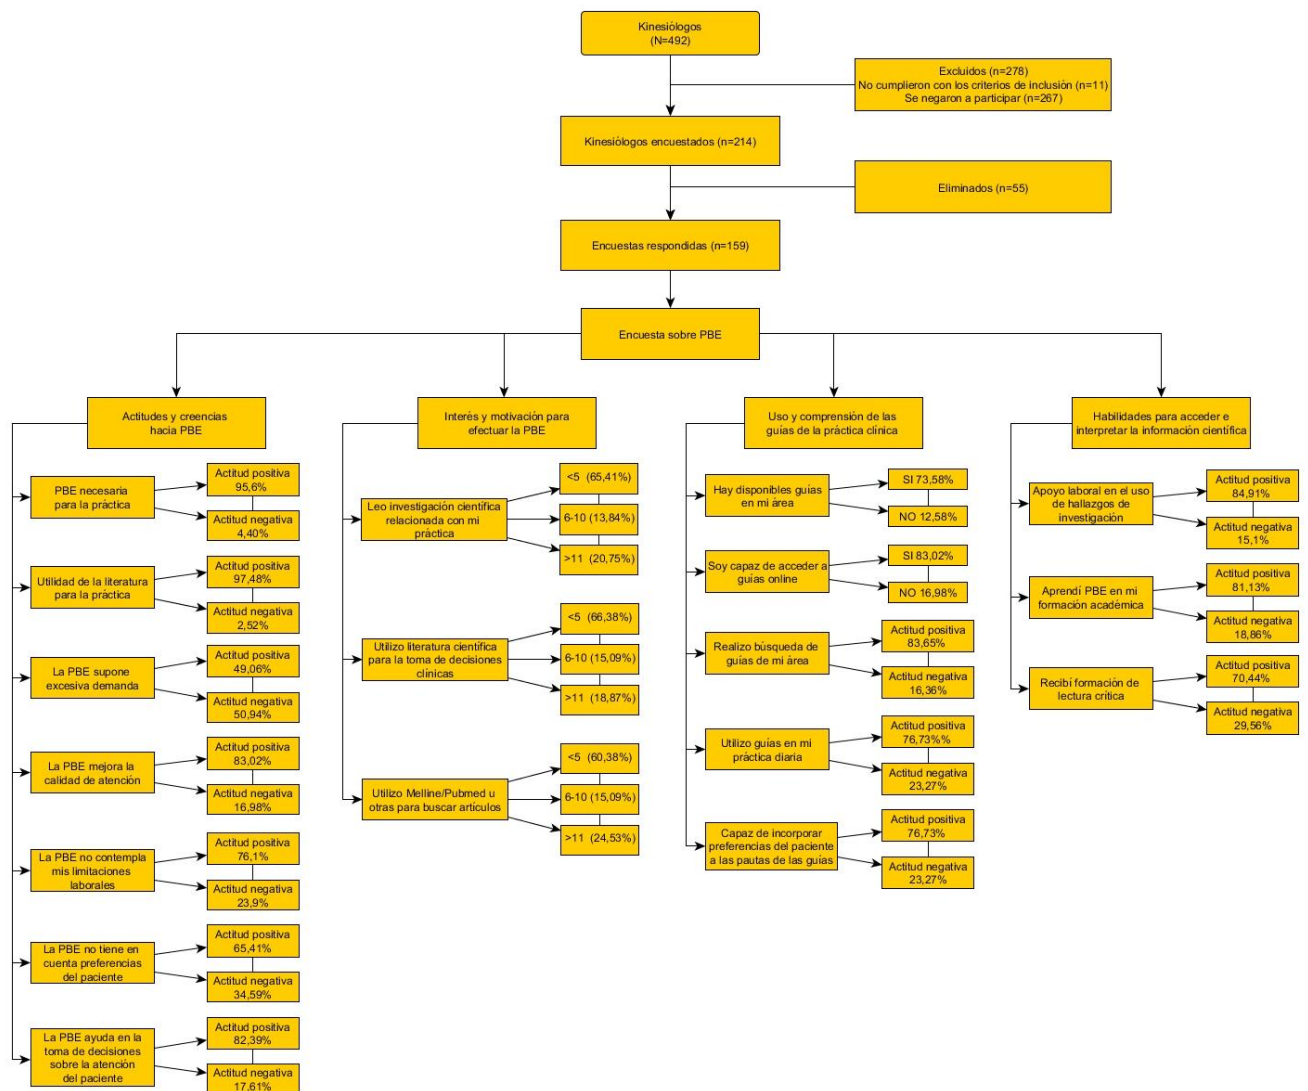 Kinesiólogos
(N=492)
Excluidos (n=278)
No cumplieron con los criterios de inclusión (n=11)
Se negaron a participar (n=267)
Kinesiólogos encuestados (n=214)
Eliminados (n=55)
Encuestas respondidas (n=159)
Encuesta sobre PBE
Actitudes y creencias
hacia PBE
PBE necesaria
para la práctica
Actitud positiva
95,6%
Actitud negativa
4,40%
Utilidad de la literatura
para la práctica
Actitud positiva
97,48%
Actitud negativa
2,52%
La PBE supone
excesiva demanda
Actitud positiva
49,06%
Actitud negativa
50,94%
La PBE mejora la
calidad de atención
Actitud positiva
83,02%
Actitud negativa
16,98%
La PBE no contempla
mis limitaciones
laborales
Actitud positiva
76,1%
Actitud negativa
23,9%
La PBE no tiene en
cuenta preferencias
del paciente
Actitud positiva
65,41%
Actitud negativa
34,59%
La PBE ayuda en la
toma de decisiones
sobre la atención
del paciente
Actitud positiva
82,39%
Actitud negativa
17,61%
Interés y motivación para
efectuar la PBE
Leo investigación científica
relacionada con mi
práctica
<5 (65,41%)
6-10 (13,84%)
>11 (20,75%)
Utilizo literatura científica
para la toma de decisiones
clínicas
<5 (66,38%)
6-10 (15,09%)
>11 (18,87%)
Utilizo Melline/Pubmed u
otras para buscar artículos
<5 (60,38%)
6-10 (15,09%)
>11 (24,53%)
Uso y comprensión de las
guías de la práctica clínica
Hay disponibles guías
en mi área
SI 73,58%
NO 12,58%
Soy capaz de acceder a
guías online
SI 83,02%
NO 16,98%
Realizo búsqueda de
guías de mi área
Actitud positiva
83,65%
Actitud negativa
16,36%
Utilizo guías en mi
práctica diaria
Actitud positiva
76,73%%
Actitud negativa
23,27%
Capaz de incorporar
preferencias del paciente
a las pautas de las guías
Actitud positiva
76,73%
Actitud negativa
23,27%
Habilidades para acceder e
interpretar la información científica
Apoyo laboral en el uso
de hallazgos de
investigación
Actitud positiva
84,91%
Actitud negativa
15,1%
Aprendí PBE en mi
formación académica
Actitud positiva
81,13%
Actitud negativa
18,86%
Recibí formación de
lectura crítica
Actitud positiva
70,44%
Actitud negativa
29,56%